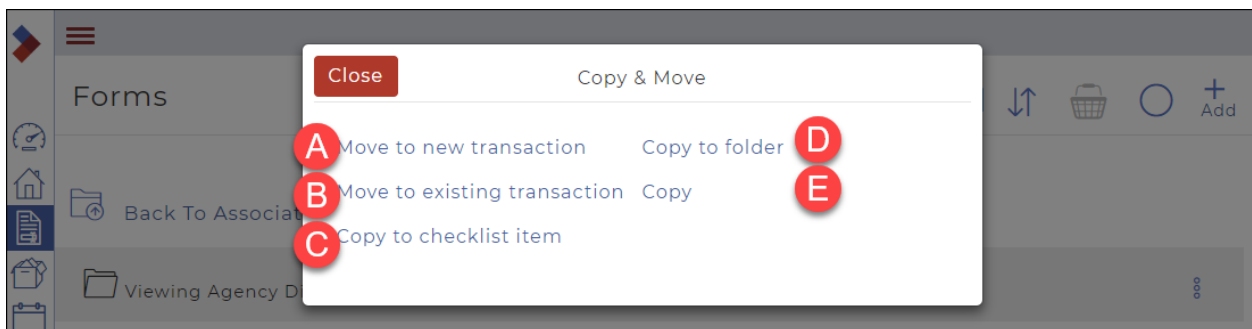 Close
Copy & Move
Forms
Add
A Move to new transaction
Copy to folder D
B Move to existing transaction
Copy E
Back To Associat
C Copy to checklist item
Viewing Agency Di